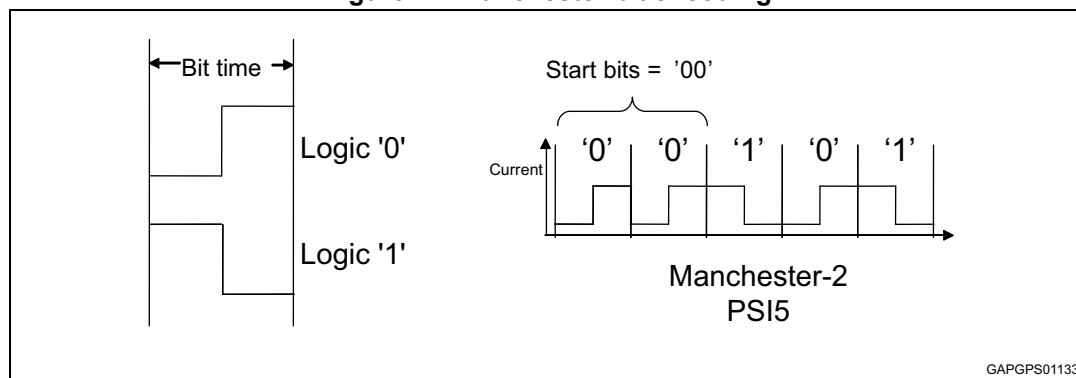 Bit time
Logic '0'
Logic '1'
Start bits = '00'
‘0’ ‘0’ ‘1’ ‘0’ ‘1’
Current
Manchester-2
PSI5
GAPGPS01133